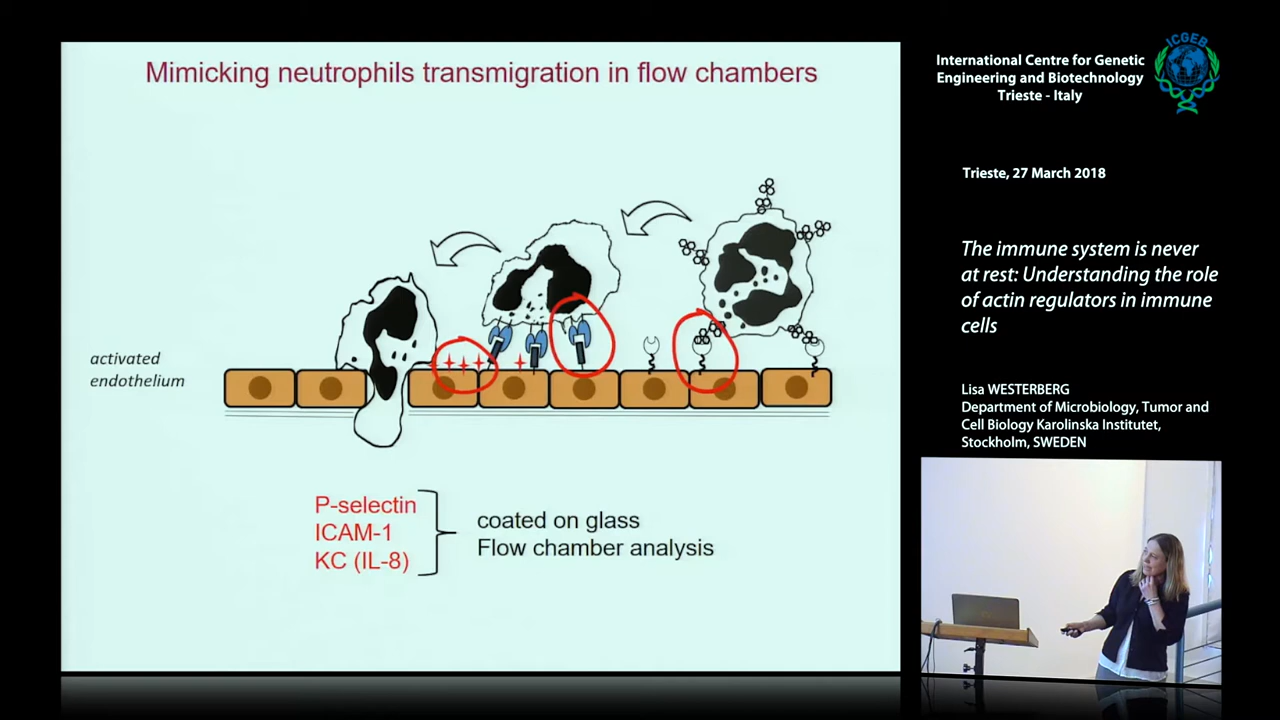 Mimicking neutrophils transmigration in flow chambers
activated
endothelium
P-selectin
ICAM-1
KC (IL-8)
coated on glass
Flow chamber analysis
International Centre for Genetic
Engineering and Biotechnology
Trieste - Italy
ICGEB
Trieste, 27 March 2018
The immune system is never
at rest: Understanding the role
of actin regulators in immune
cells
Lisa WESTERBERG
Department of Microbiology, Tumor and
Cell Biology Karolinska Institutet,
Stockholm, SWEDEN